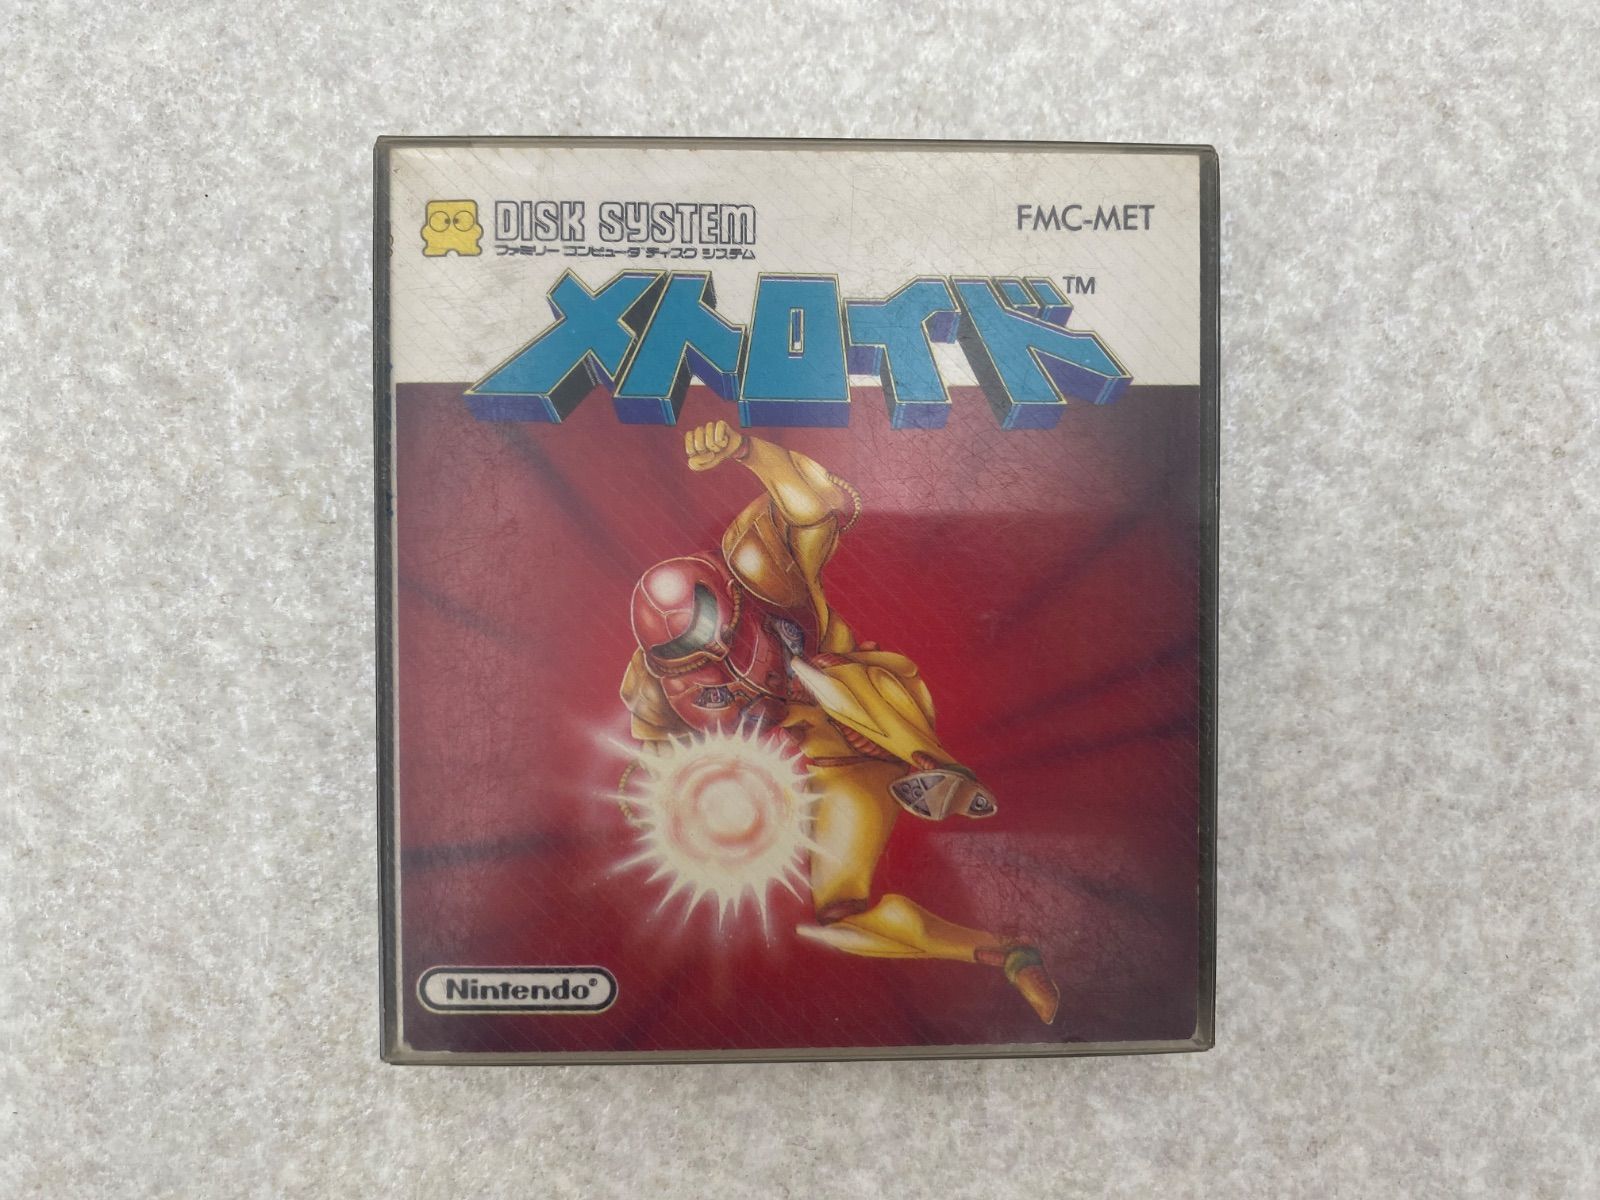 DISK SYSTEM
ファミリー コンピュータ ディスク システム
FMC-MET
メトロイド™
Nintendo®